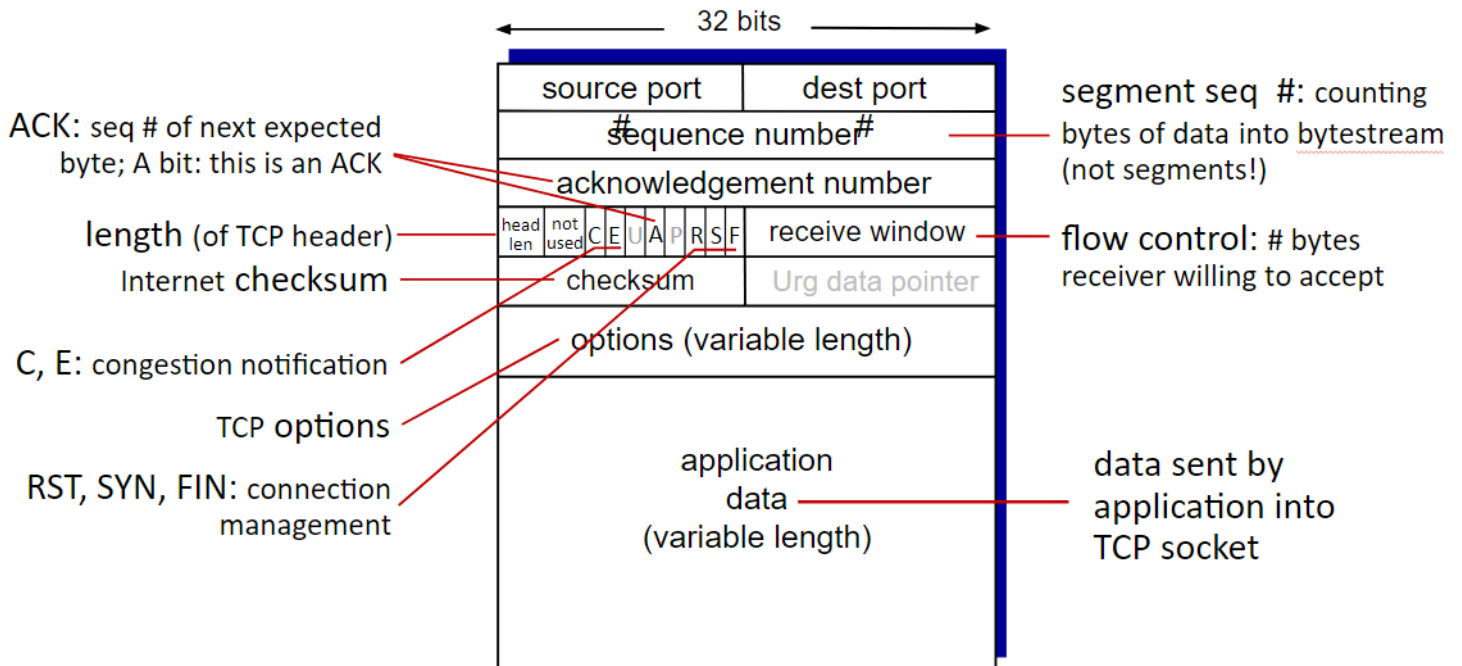 32 bits
source port
dest port
#
#
sequence number
acknowledgement number
head
len
not
used
C E U A P R S F
receive window
checksum
Urg data pointer
options (variable length)
application
data
(variable length)
ACK: seq # of next expected
byte; A bit: this is an ACK
length (of TCP header)
Internet checksum
C, E: congestion notification
TCP options
RST, SYN, FIN: connection
management
segment seq #: counting
bytes of data into bytestream
(not segments!)
flow control: # bytes
receiver willing to accept
data sent by
application into
TCP socket